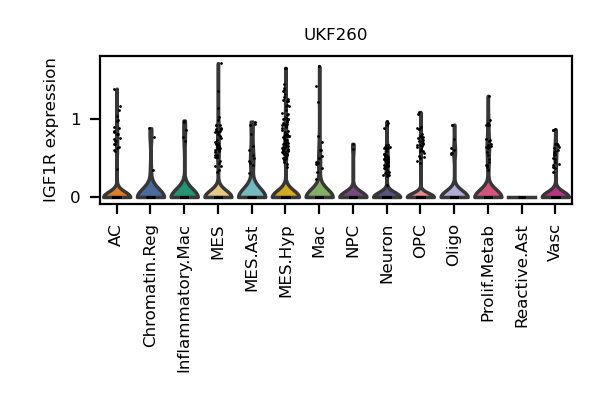 UKF260
IGF1R expression
1
0
AC
Chromatin.Reg
Inflammatory.Mac
MES
MES.Ast
MES.Hyp
Mac
NPC
Neuron
OPC
Oligo
Prolif.Metab
Reactive.Ast
Vasc